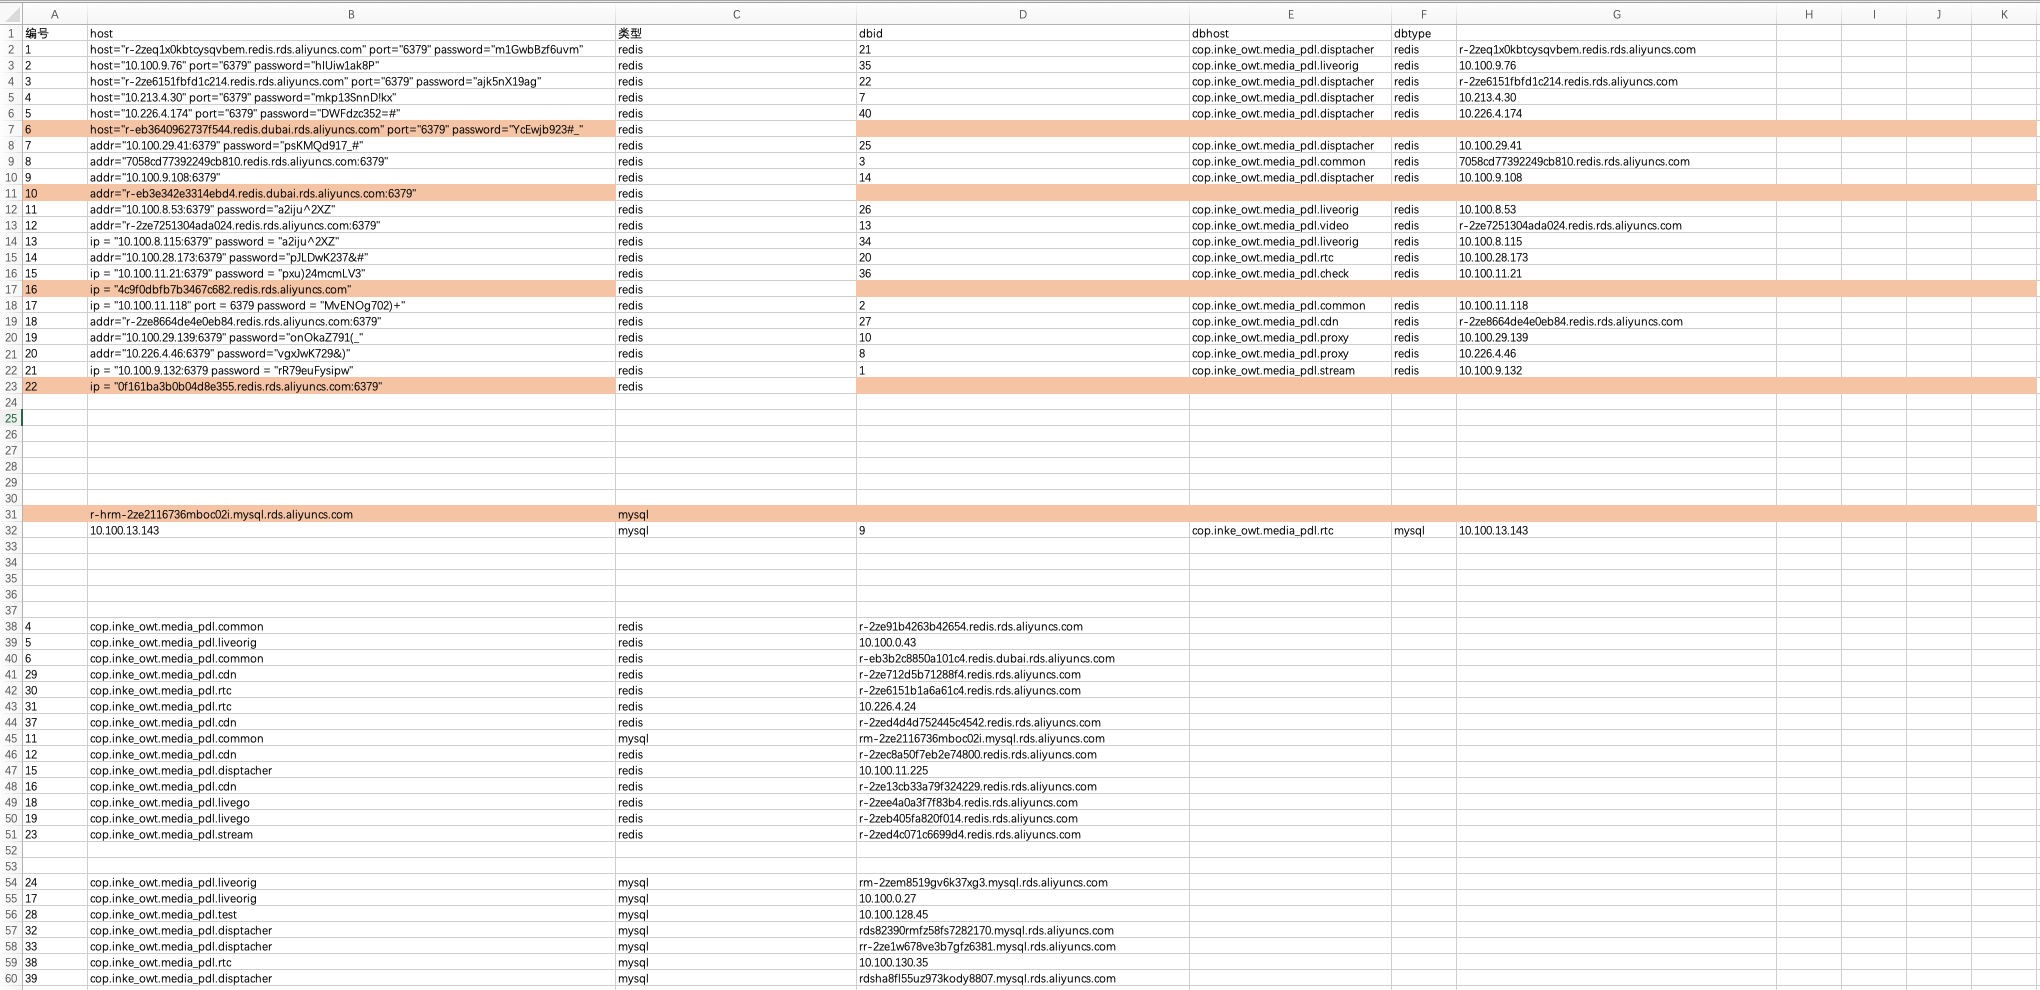 A B C D E F G H I J K
1 编号 host 类型 dbid dbhost dbtype
2 1 host="r-2zeq1x0kbtcysqvbem.redis.rds.aliyuncs.com" port="6379" password="m1GwbBzf6uvm" redis 21 cop.inke_owt.media_pdl.disptacher redis r-2zeq1x0kbtcysqvbem.redis.rds.aliyuncs.com
3 2 host="10.100.9.76" port="6379" password="hIUiw1ak8P" redis 35 cop.inke_owt.media_pdl.liveorig redis 10.100.9.76
4 3 host="r-2ze6151fbfd1c214.redis.rds.aliyuncs.com" port="6379" password="ajk5nX19ag" redis 22 cop.inke_owt.media_pdl.disptacher redis r-2ze6151fbfd1c214.redis.rds.aliyuncs.com
5 4 host="10.213.4.30" port="6379" password="mkp13SnnD!kx" redis 7 cop.inke_owt.media_pdl.disptacher redis 10.213.4.30
6 5 host="10.226.4.174" port="6379" password="DWFdzc352=#" redis 40 cop.inke_owt.media_pdl.disptacher redis 10.226.4.174
7 6 host="r-eb3640962737f544.redis.dubai.rds.aliyuncs.com" port="6379" password="YcEwjb923#_" redis
8 7 addr="10.100.29.41:6379" password="psKMQd917_#" redis 25 cop.inke_owt.media_pdl.disptacher redis 10.100.29.41
9 8 addr="7058cd77392249cb810.redis.rds.aliyuncs.com:6379" redis 3 cop.inke_owt.media_pdl.common redis 7058cd77392249cb810.redis.rds.aliyuncs.com
10 9 addr="10.100.9.108:6379" redis 14 cop.inke_owt.media_pdl.disptacher redis 10.100.9.108
11 10 addr="r-eb3e342e3314ebd4.redis.dubai.rds.aliyuncs.com:6379" redis
12 11 addr="10.100.8.53:6379" password="a2iju^2XZ" redis 26 cop.inke_owt.media_pdl.liveorig redis 10.100.8.53
13 12 addr="r-2ze7251304ada024.redis.rds.aliyuncs.com:6379" redis 13 cop.inke_owt.media_pdl.video redis r-2ze7251304ada024.redis.rds.aliyuncs.com
14 13 ip = "10.100.8.115:6379" password = "a2iju^2XZ" redis 34 cop.inke_owt.media_pdl.liveorig redis 10.100.8.115
15 14 addr="10.100.28.173:6379" password="pJLDwK237&#" redis 20 cop.inke_owt.media_pdl.rtc redis 10.100.28.173
16 15 ip = "10.100.11.21:6379" password = "pxu)24mcmLV3" redis 36 cop.inke_owt.media_pdl.check redis 10.100.11.21
17 16 ip = "4c9f0dbfb7b3467c682.redis.rds.aliyuncs.com" redis
18 17 ip = "10.100.11.118" port = 6379 password = "MvENOg702)+" redis 2 cop.inke_owt.media_pdl.common redis 10.100.11.118
19 18 addr="r-2ze8664de4e0eb84.redis.rds.aliyuncs.com:6379" redis 27 cop.inke_owt.media_pdl.cdn redis r-2ze8664de4e0eb84.redis.rds.aliyuncs.com
20 19 addr="10.100.29.139:6379" password="onOkaZ791(_" redis 10 cop.inke_owt.media_pdl.proxy redis 10.100.29.139
21 20 addr="10.226.4.46:6379" password="vgxJwK729&)" redis 8 cop.inke_owt.media_pdl.proxy redis 10.226.4.46
22 21 ip = "10.100.9.132:6379 password = "rR79euFysipw" redis 1 cop.inke_owt.media_pdl.stream redis 10.100.9.132
23 22 ip = "0f161ba3b0b04d8e355.redis.rds.aliyuncs.com:6379" redis
24
25
26
27
28
29
30
31 r-hrm-2ze2116736mboc02i.mysql.rds.aliyuncs.com mysql
32 10.100.13.143 mysql 9 cop.inke_owt.media_pdl.rtc mysql 10.100.13.143
33
34
35
36
37
38 4 cop.inke_owt.media_pdl.common redis r-2ze91b4263b42654.redis.rds.aliyuncs.com
39 5 cop.inke_owt.media_pdl.liveorig redis 10.100.0.43
40 6 cop.inke_owt.media_pdl.common redis r-eb3b2c8850a101c4.redis.dubai.rds.aliyuncs.com
41 29 cop.inke_owt.media_pdl.cdn redis r-2ze712d5b71288f4.redis.rds.aliyuncs.com
42 30 cop.inke_owt.media_pdl.rtc redis r-2ze6151b1a6a61c4.redis.rds.aliyuncs.com
43 31 cop.inke_owt.media_pdl.rtc redis 10.226.4.24
44 37 cop.inke_owt.media_pdl.cdn redis r-2zed4d4d752445c4542.redis.rds.aliyuncs.com
45 11 cop.inke_owt.media_pdl.common mysql rm-2ze2116736mboc02i.mysql.rds.aliyuncs.com
46 12 cop.inke_owt.media_pdl.cdn redis r-2zec8a50f7eb2e74800.redis.rds.aliyuncs.com
47 15 cop.inke_owt.media_pdl.disptacher redis 10.100.11.225
48 16 cop.inke_owt.media_pdl.cdn redis r-2ze13cb33a79f324229.redis.rds.aliyuncs.com
49 18 cop.inke_owt.media_pdl.livego redis r-2zee4a0a3f7f83b4.redis.rds.aliyuncs.com
50 19 cop.inke_owt.media_pdl.livego redis r-2zeb405fa820f014.redis.rds.aliyuncs.com
51 23 cop.inke_owt.media_pdl.stream redis r-2zed4c071c6699d4.redis.rds.aliyuncs.com
52
53
54 24 cop.inke_owt.media_pdl.liveorig mysql rm-2zem8519gv6k37xg3.mysql.rds.aliyuncs.com
55 17 cop.inke_owt.media_pdl.liveorig mysql 10.100.0.27
56 28 cop.inke_owt.media_pdl.test mysql 10.100.128.45
57 32 cop.inke_owt.media_pdl.disptacher mysql rds82390rmfz58fs7282170.mysql.rds.aliyuncs.com
58 33 cop.inke_owt.media_pdl.disptacher mysql rr-2ze1w678ve3b7gfz6381.mysql.rds.aliyuncs.com
59 38 cop.inke_owt.media_pdl.rtc mysql 10.100.130.35
60 39 cop.inke_owt.media_pdl.disptacher mysql rdsha8fl55uz973kody8807.mysql.rds.aliyuncs.com